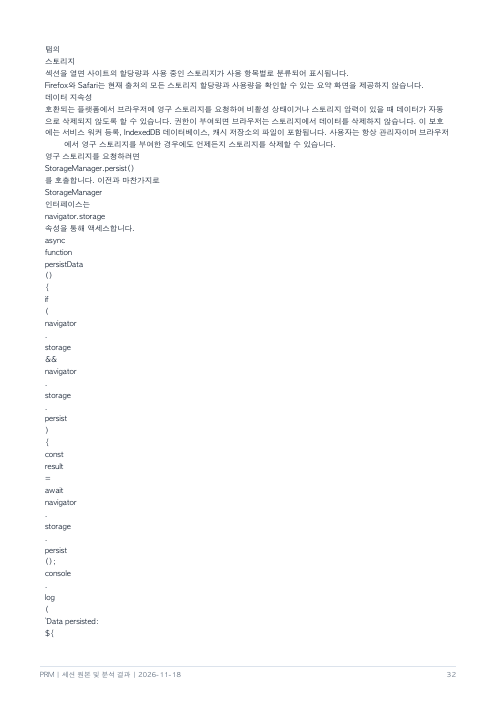 탭의
스토리지
섹션을 열면 사이트의 할당량과 사용 중인 스토리지가 사용 항목별로 분류되어 표시됩니다.
Firefox와 Safari는 현재 출처의 모든 스토리지 할당량과 사용량을 확인할 수 있는 요약 화면을 제공하지 않습니다.
데이터 지속성
호환되는 플랫폼에서 브라우저에 영구 스토리지를 요청하여 비활성 상태이거나 스토리지 압력이 있을 때 데이터가 자동
으로 삭제되지 않도록 할 수 있습니다. 권한이 부여되면 브라우저는 스토리지에서 데이터를 삭제하지 않습니다. 이 보호
에는 서비스 워커 등록, IndexedDB 데이터베이스, 캐시 저장소의 파일이 포함됩니다. 사용자는 항상 관리자이며 브라우저
에서 영구 스토리지를 부여한 경우에도 언제든지 스토리지를 삭제할 수 있습니다.
영구 스토리지를 요청하려면
StorageManager.persist()
를 호출합니다. 이전과 마찬가지로
StorageManager
인터페이스는
navigator.storage
속성을 통해 액세스합니다.
async
function
persistData
()
{
if
(
navigator
.
storage
&&
navigator
.
storage
.
persist
)
{
const
result
=
await
navigator
.
storage
.
persist
();
console
.
log
(
`Data persisted:
${
PRM | 세션 원본 및 분석 결과 | 2026-11-18
32